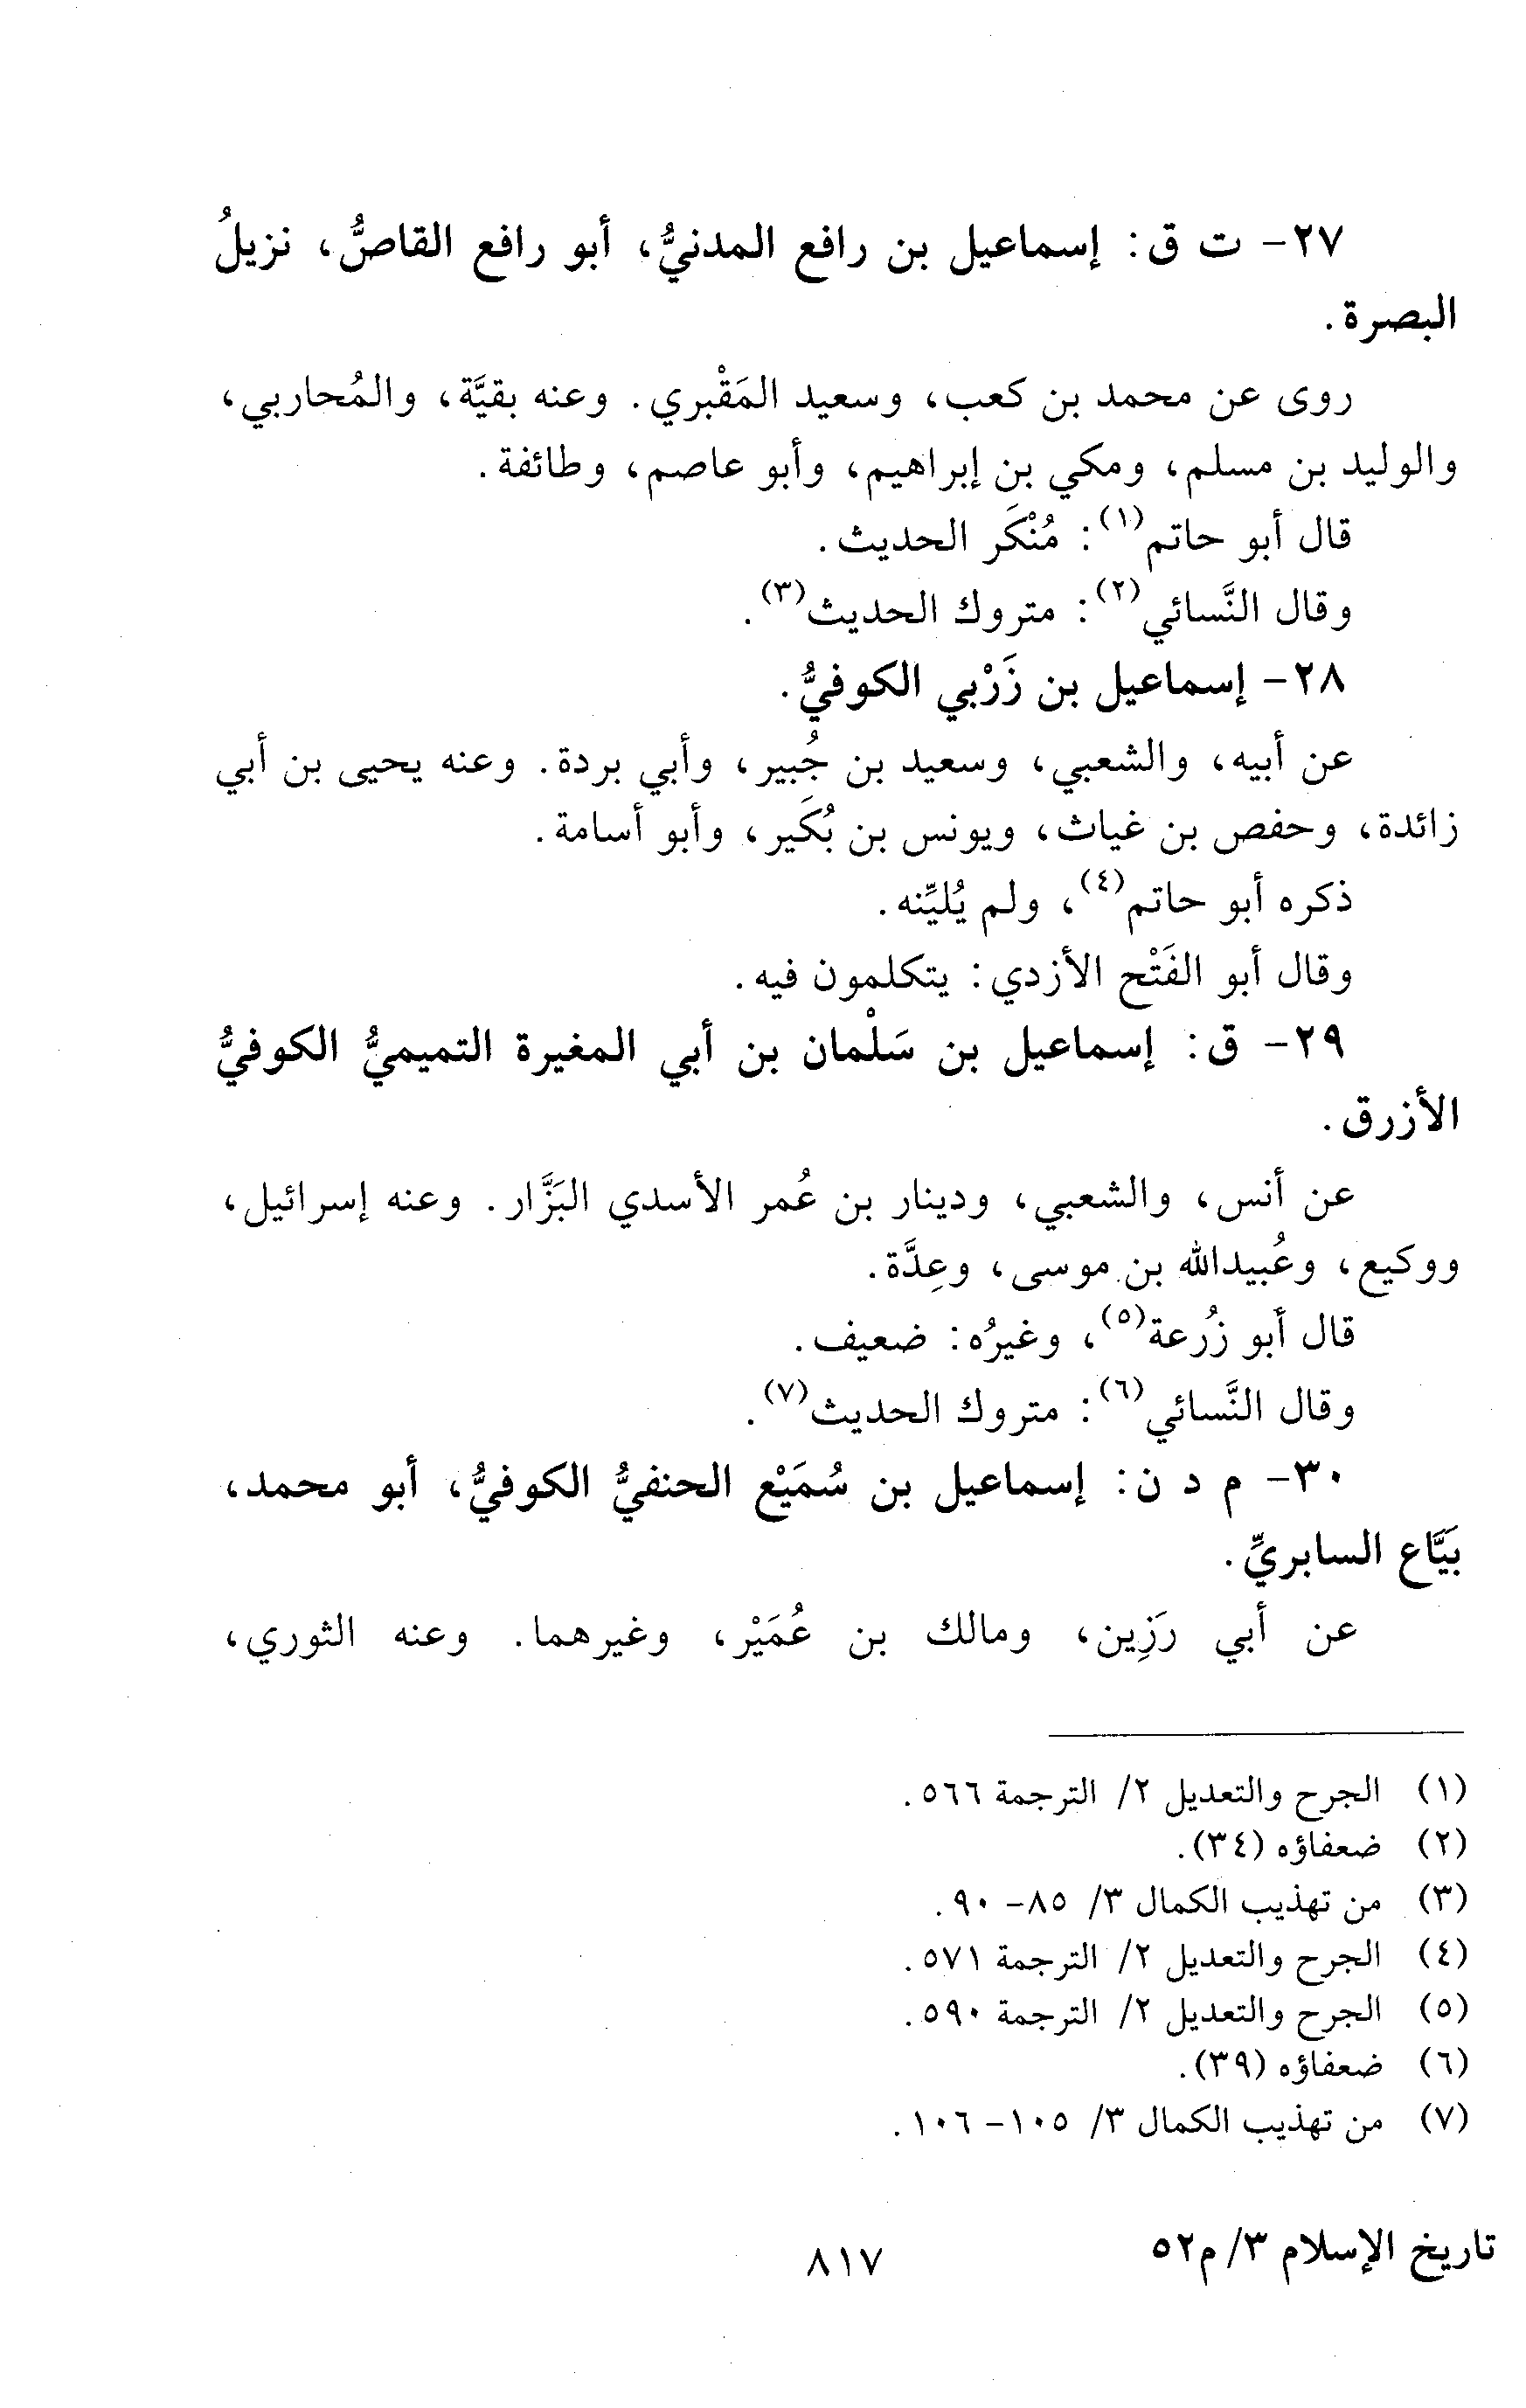 ٢٧- ت ق: إسماعيل بن رافع المدنيُّ، أبو رافع القاصُّ، نزيلُ
البصرة.
روى عن محمد بن كعب، وسعيد المَقْبري. وعنه بقيَّة، والمُحاربي،
والوليد بن مسلم، ومكي بن إبراهيم، وأبو عاصم، وطائفة.
قال أبو حاتم(١): مُنْكَر الحديث.
وقال النَّسائي(٢): متروك الحديث(٣).
٢٨- إسماعيل بن زَرْبي الكوفيُّ.
عن أبيه، والشعبي، وسعيد بن جُبير، وأبي بردة. وعنه يحيى بن أبي
زائدة، وحفص بن غياث، ويونس بن بُكَير، وأبو أسامة.
ذكره أبو حاتم(٤)، ولم يُليِّنه.
وقال أبو الفَتْح الأزدي: يتكلمون فيه.
٢٩- ق: إسماعيل بن سَلْمان بن أبي المغيرة التميميُّ الكوفيُّ
الأزرق.
عن أنس، والشعبي، ودينار بن عُمر الأسدي البَزَّار. وعنه إسرائيل،
ووكيع، وعُبيدالله بن موسى، وعِدَّة.
قال أبو زُرعة(٥)، وغيرُه: ضعيف.
وقال النَّسائي(٦): متروك الحديث(٧).
٣٠- م د ن: إسماعيل بن سُمَيْع الحنفيُّ الكوفيُّ، أبو محمد،
بَيَّاع السابريِّ.
عن أبي رَزِين، ومالك بن عُمَيْر، وغيرهما. وعنه الثوري،
(١) الجرح والتعديل ٢/ الترجمة ٥٦٦.
(٢) ضعفاؤه (٣٤).
(٣) من تهذيب الكمال ٣/ ٨٥- ٩٠.
(٤) الجرح والتعديل ٢/ الترجمة ٥٧١.
(٥) الجرح والتعديل ٢/ الترجمة ٥٩٠.
(٦) ضعفاؤه (٣٩).
(٧) من تهذيب الكمال ٣/ ١٠٥- ١٠٦.
تاريخ الإسلام ٣/ م٥٢
٨١٧